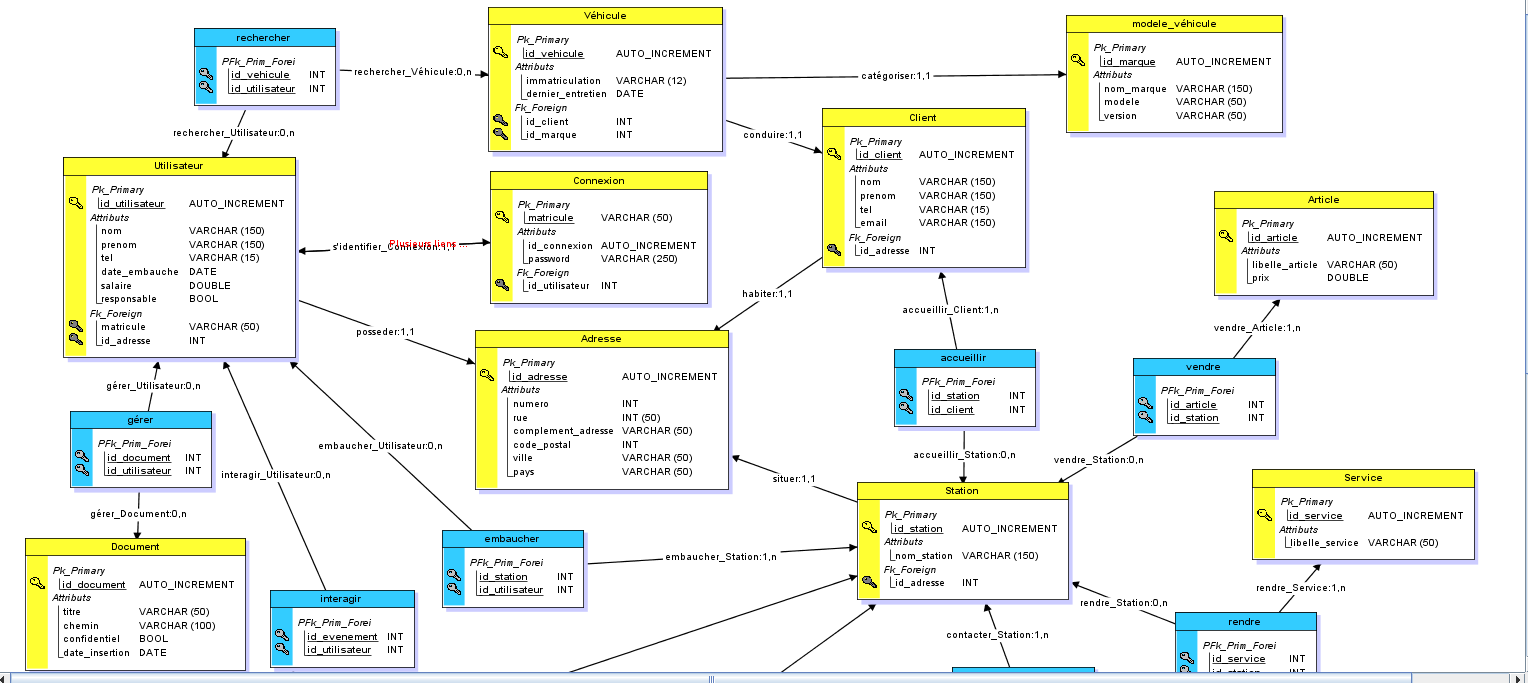 rechercher
PFk_Prim_Forei
id_vehicule INT
id_utilisateur INT
rechercher_Véhicule:0,n
rechercher_Utilisateur:0,n
Véhicule
Pk_Primary
id_vehicule AUTO_INCREMENT
Attributs
immatriculation VARCHAR (12)
dernier_entretien DATE
Fk_Foreign
id_client INT
id_marque INT
catégoriser:1,1
conduire:1,1
modele_véhicule
Pk_Primary
id_marque AUTO_INCREMENT
Attributs
nom_marque VARCHAR (150)
modele VARCHAR (50)
version VARCHAR (50)
Client
Pk_Primary
id_client AUTO_INCREMENT
Attributs
nom VARCHAR (150)
prenom VARCHAR (150)
tel VARCHAR (15)
email VARCHAR (150)
Fk_Foreign
id_adresse INT
Utilisateur
Pk_Primary
id_utilisateur AUTO_INCREMENT
Attributs
nom VARCHAR (150)
prenom VARCHAR (150)
tel VARCHAR (15)
date_embauche DATE
salaire DOUBLE
responsable BOOL
Fk_Foreign
matricule VARCHAR (50)
id_adresse INT
s'identifier_Connexion:1,1
Plusieurs liens ...
Connexion
Pk_Primary
matricule VARCHAR (50)
Attributs
id_connexion AUTO_INCREMENT
password VARCHAR (250)
Fk_Foreign
id_utilisateur INT
Article
Pk_Primary
id_article AUTO_INCREMENT
Attributs
libelle_article VARCHAR (50)
prix DOUBLE
habiter:1,1
accueillir_Client:1,n
vendre_Article:1,n
posseder:1,1
Adresse
Pk_Primary
id_adresse AUTO_INCREMENT
Attributs
numero INT
rue INT (50)
complement_adresse VARCHAR (50)
code_postal INT
ville VARCHAR (50)
pays VARCHAR (50)
accueillir
PFk_Prim_Forei
id_station INT
id_client INT
vendre
PFk_Prim_Forei
id_article INT
id_station INT
gérer_Utilisateur:0,n
gérer
PFk_Prim_Forei
id_document INT
id_utilisateur INT
interagir_Utilisateur:0,n
embaucher_Utilisateur:0,n
accueillir_Station:0,n
vendre_Station:0,n
situer:1,1
gérer_Document:0,n
Document
Pk_Primary
id_document AUTO_INCREMENT
Attributs
titre VARCHAR (50)
chemin VARCHAR (100)
confidentiel BOOL
date_insertion DATE
interagir
PFk_Prim_Forei
id_evenement INT
id_utilisateur INT
embaucher
PFk_Prim_Forei
id_station INT
id_utilisateur INT
embaucher_Station:1,n
Station
Pk_Primary
id_station AUTO_INCREMENT
Attributs
nom_station VARCHAR (150)
Fk_Foreign
id_adresse INT
Service
Pk_Primary
id_service AUTO_INCREMENT
Attributs
libelle_service VARCHAR (50)
rendre_Service:1,n
rendre_Station:0,n
contacter_Station:1,n
rendre
PFk_Prim_Forei
id_service INT
id_station INT